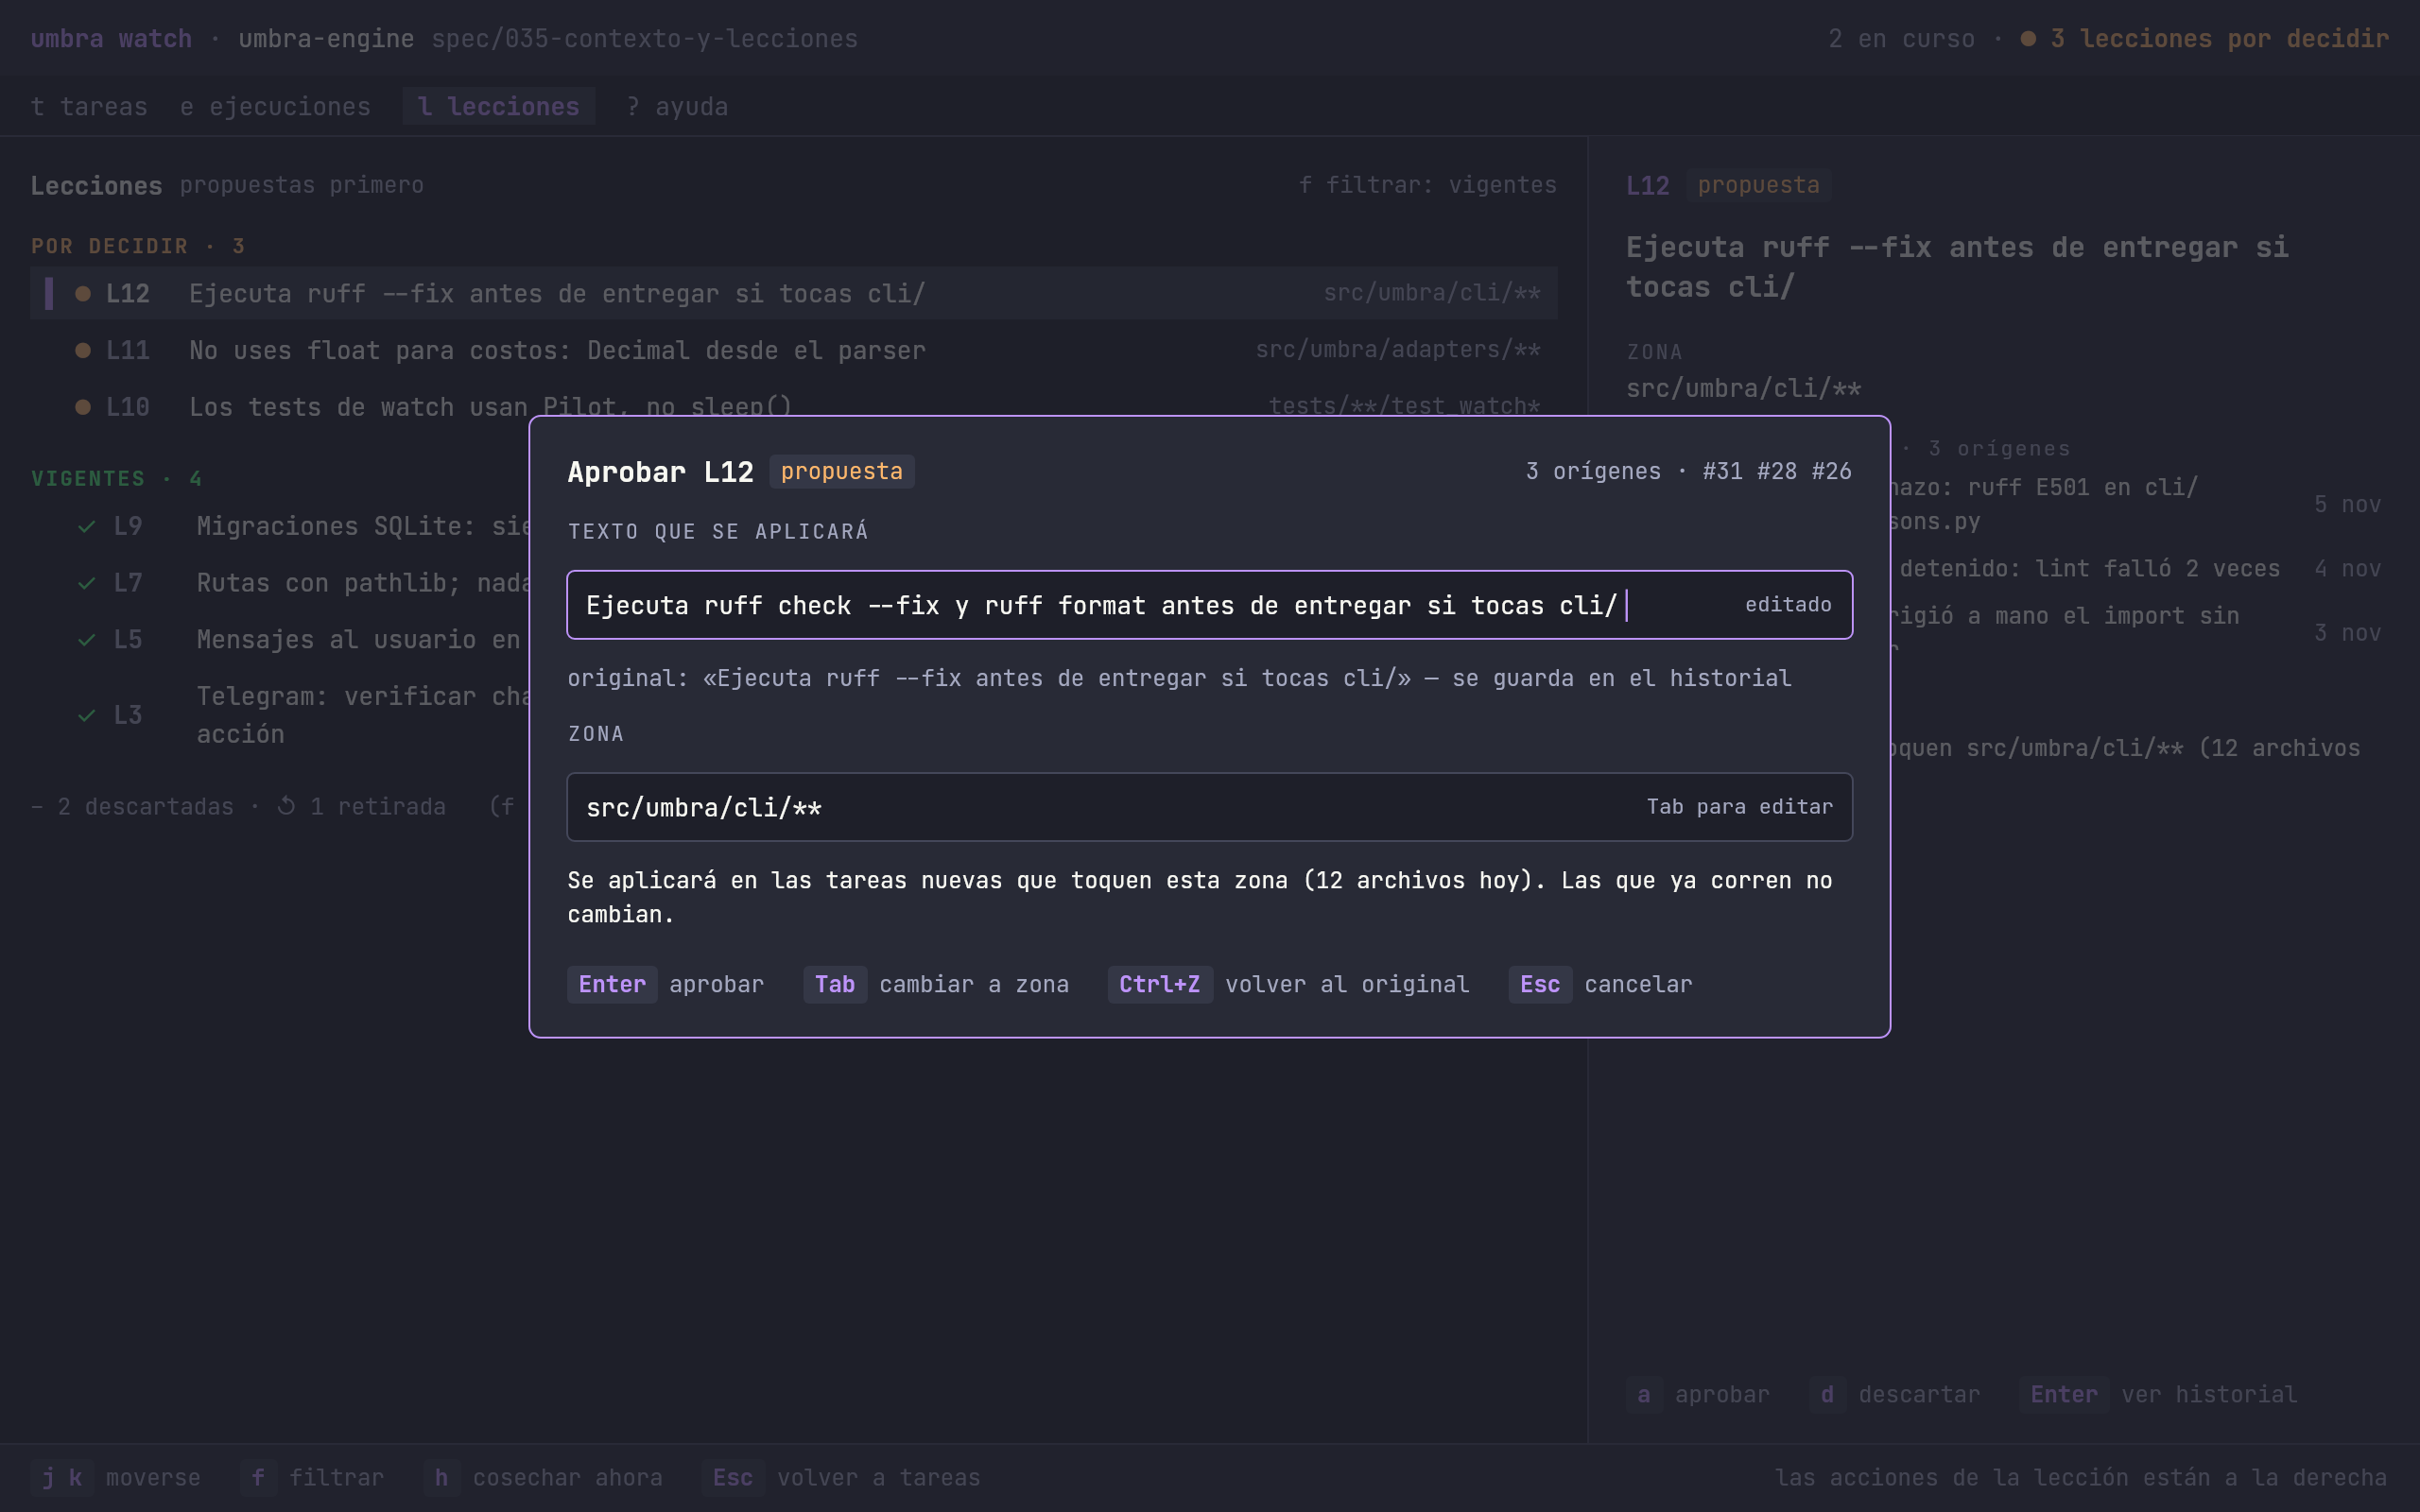 umbra watch · umbra-engine spec/035-contexto-y-lecciones
2 en curso · ● 3 lecciones por decidir
t tareas e ejecuciones l lecciones ? ayuda
Lecciones propuestas primero
f filtrar: vigentes
POR DECIDIR · 3
● L12 Ejecuta ruff --fix antes de entregar si tocas cli/ src/umbra/cli/**
● L11 No uses float para costos: Decimal desde el parser src/umbra/adapters/**
● L10 Los tests de watch usan Pilot, no sleep() tests/**/test_watch*
VIGENTES · 4
✓ L9 Migraciones SQLite: sie
✓ L7 Rutas con pathlib; nada
✓ L5 Mensajes al usuario en
✓ L3 Telegram: verificar cha
acción
− 2 descartadas · ↺ 1 retirada (f
L12 propuesta
Ejecuta ruff --fix antes de entregar si
tocas cli/
ZONA
src/umbra/cli/**
· 3 orígenes
hazo: ruff E501 en cli/
sons.py
5 nov
detenido: lint falló 2 veces 4 nov
rigió a mano el import sin
3 nov
oquen src/umbra/cli/** (12 archivos
a aprobar d descartar Enter ver historial
Aprobar L12 propuesta
3 orígenes · #31 #28 #26
TEXTO QUE SE APLICARÁ
Ejecuta ruff check --fix y ruff format antes de entregar si tocas cli/ editado
original: «Ejecuta ruff --fix antes de entregar si tocas cli/» — se guarda en el historial
ZONA
src/umbra/cli/** Tab para editar
Se aplicará en las tareas nuevas que toquen esta zona (12 archivos hoy). Las que ya corren no
cambian.
Enter aprobar Tab cambiar a zona Ctrl+Z volver al original Esc cancelar
j k moverse f filtrar h cosechar ahora Esc volver a tareas
las acciones de la lección están a la derecha